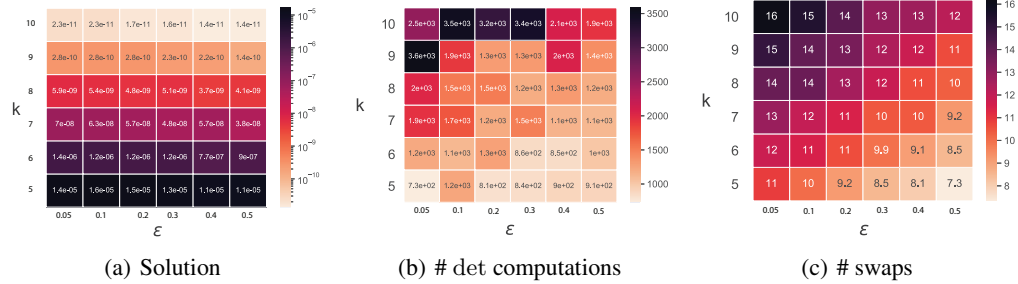 10 2.3e-11 2.3e-11 1.7e-11 1.6e-11 1.4e-11 1.4e-11
9 2.8e-10 2.8e-10 2.8e-10 2.3e-10 2.2e-10 1.4e-10
8 5.9e-09 5.4e-09 4.8e-09 5.1e-09 3.7e-09 4.1e-09
k
7 7e-08 6.3e-08 5.7e-08 4.8e-08 5.7e-08 3.8e-08
6 1.4e-06 1.2e-06 1.2e-06 1.2e-06 7.7e-07 9e-07
5 1.4e-05 1.6e-05 1.5e-05 1.3e-05 1.1e-05 1.1e-05
0.05 0.1 0.2 0.3 0.4 0.5
ε
10⁻⁵
10⁻⁶
10⁻⁷
10⁻⁸
10⁻⁹
10⁻¹⁰
(a) Solution
10 2.5e+03 3.5e+03 3.2e+03 3.4e+03 2.1e+03 1.9e+03
9 3.6e+03 1.9e+03 1.3e+03 1.3e+03 2e+03 1.4e+03
8 2e+03 1.5e+03 1.5e+03 1.2e+03 1.3e+03 1.2e+03
k
7 1.9e+03 1.7e+03 1.2e+03 1.5e+03 1.1e+03 1.1e+03
6 1.2e+03 1.1e+03 1.3e+03 8.6e+02 8.5e+02 1e+03
5 7.3e+02 1.2e+03 8.1e+02 8.4e+02 9e+02 9.1e+02
0.05 0.1 0.2 0.3 0.4 0.5
ε
3500
3000
2500
2000
1500
1000
(b) # det computations
10 16 15 14 13 13 12
9 15 14 13 12 12 11
8 14 14 13 12 11 10
k
7 13 12 11 10 10 9.2
6 12 11 11 9.9 9.1 8.5
5 11 10 9.2 8.5 8.1 7.3
0.05 0.1 0.2 0.3 0.4 0.5
ε
16
15
14
13
12
11
10
9
8
(c) # swaps